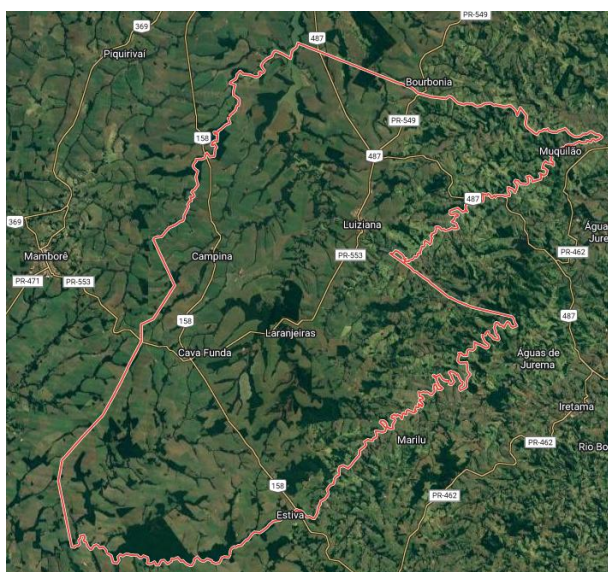 PR-549
369
487
Piquirivai
Bourbonia
PR-549
158
487
Muquilão
487
369
Luiziana
Água
Jure
Mamborê
Campina
PR-553
PR-462
PR-471
PR-553
158
487
Laranjeiras
Cava Funda
Águas de
Jurema
Iretama
Marilu
PR-462
Rio Bo
158
PR-462
Estiva